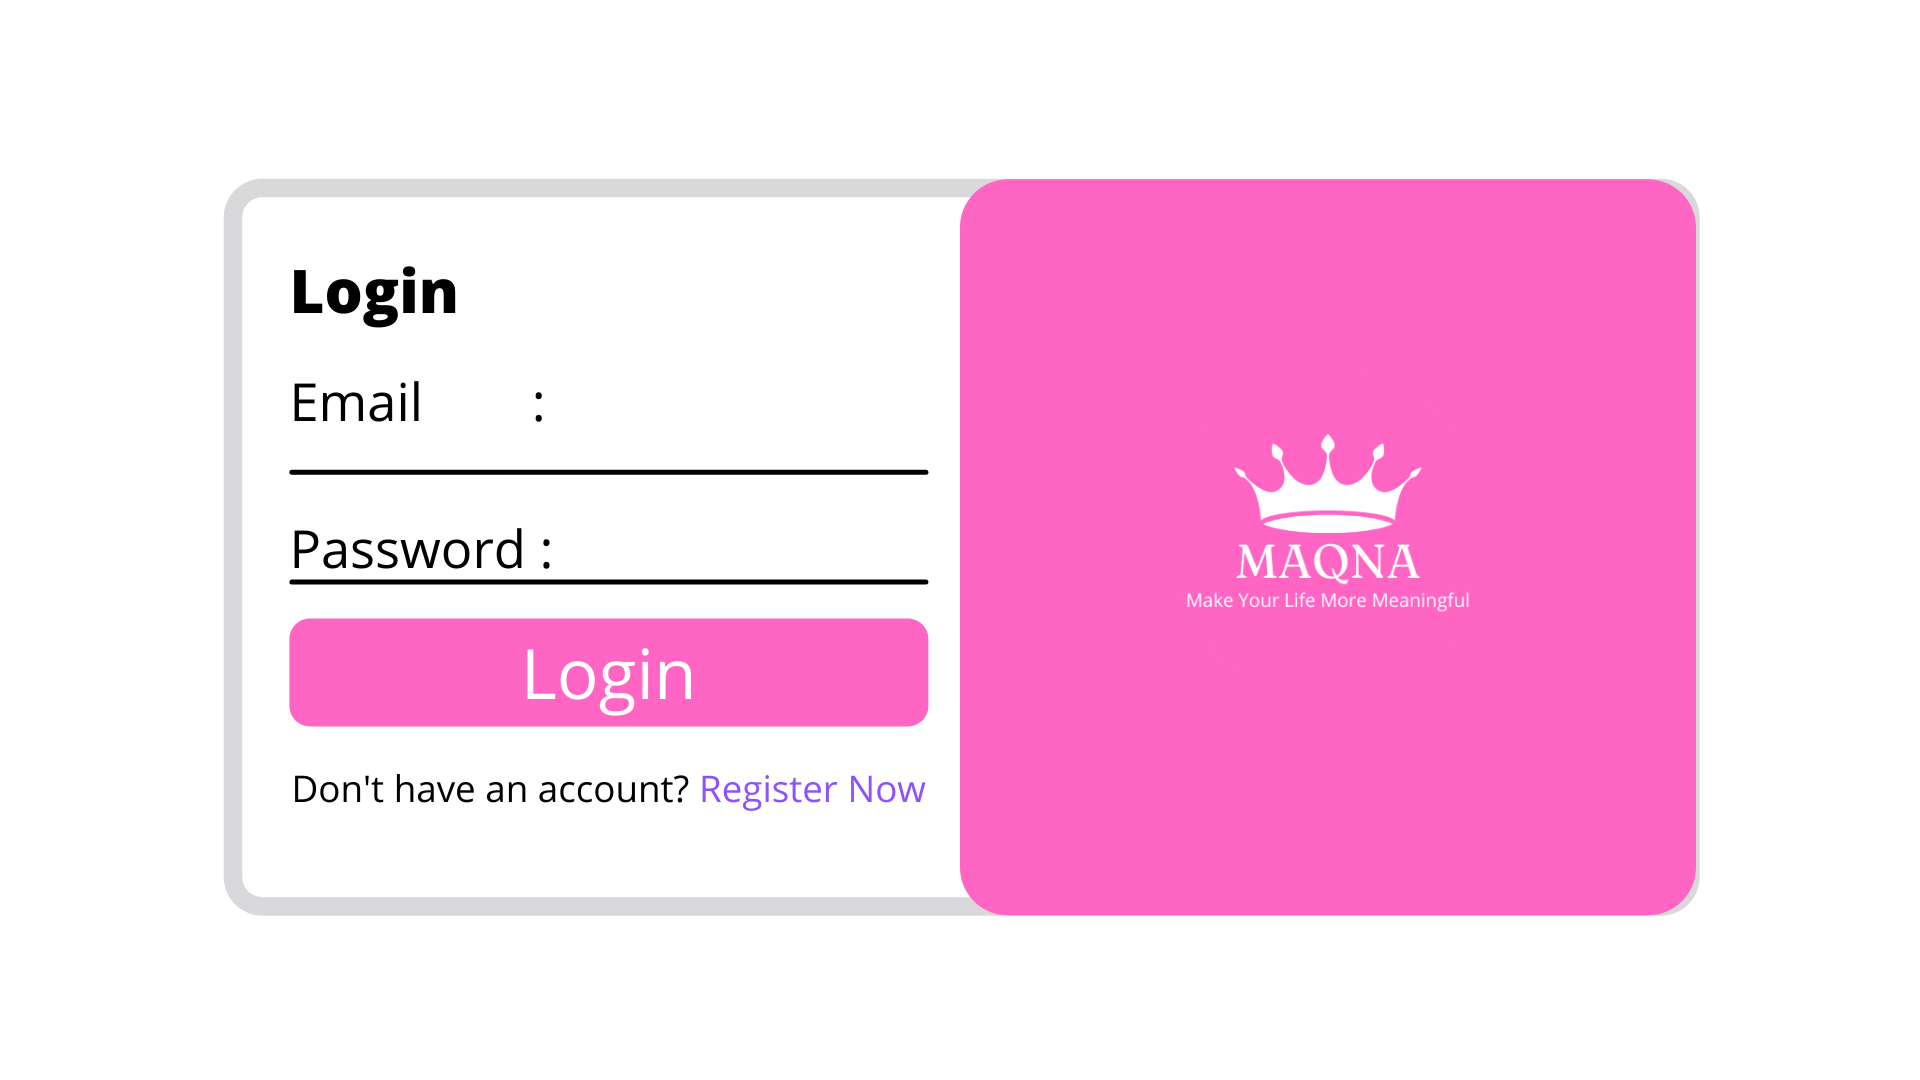 Login
Email :
Password :
Login
Don't have an account? Register Now
MAQNA
Make Your Life More Meaningful